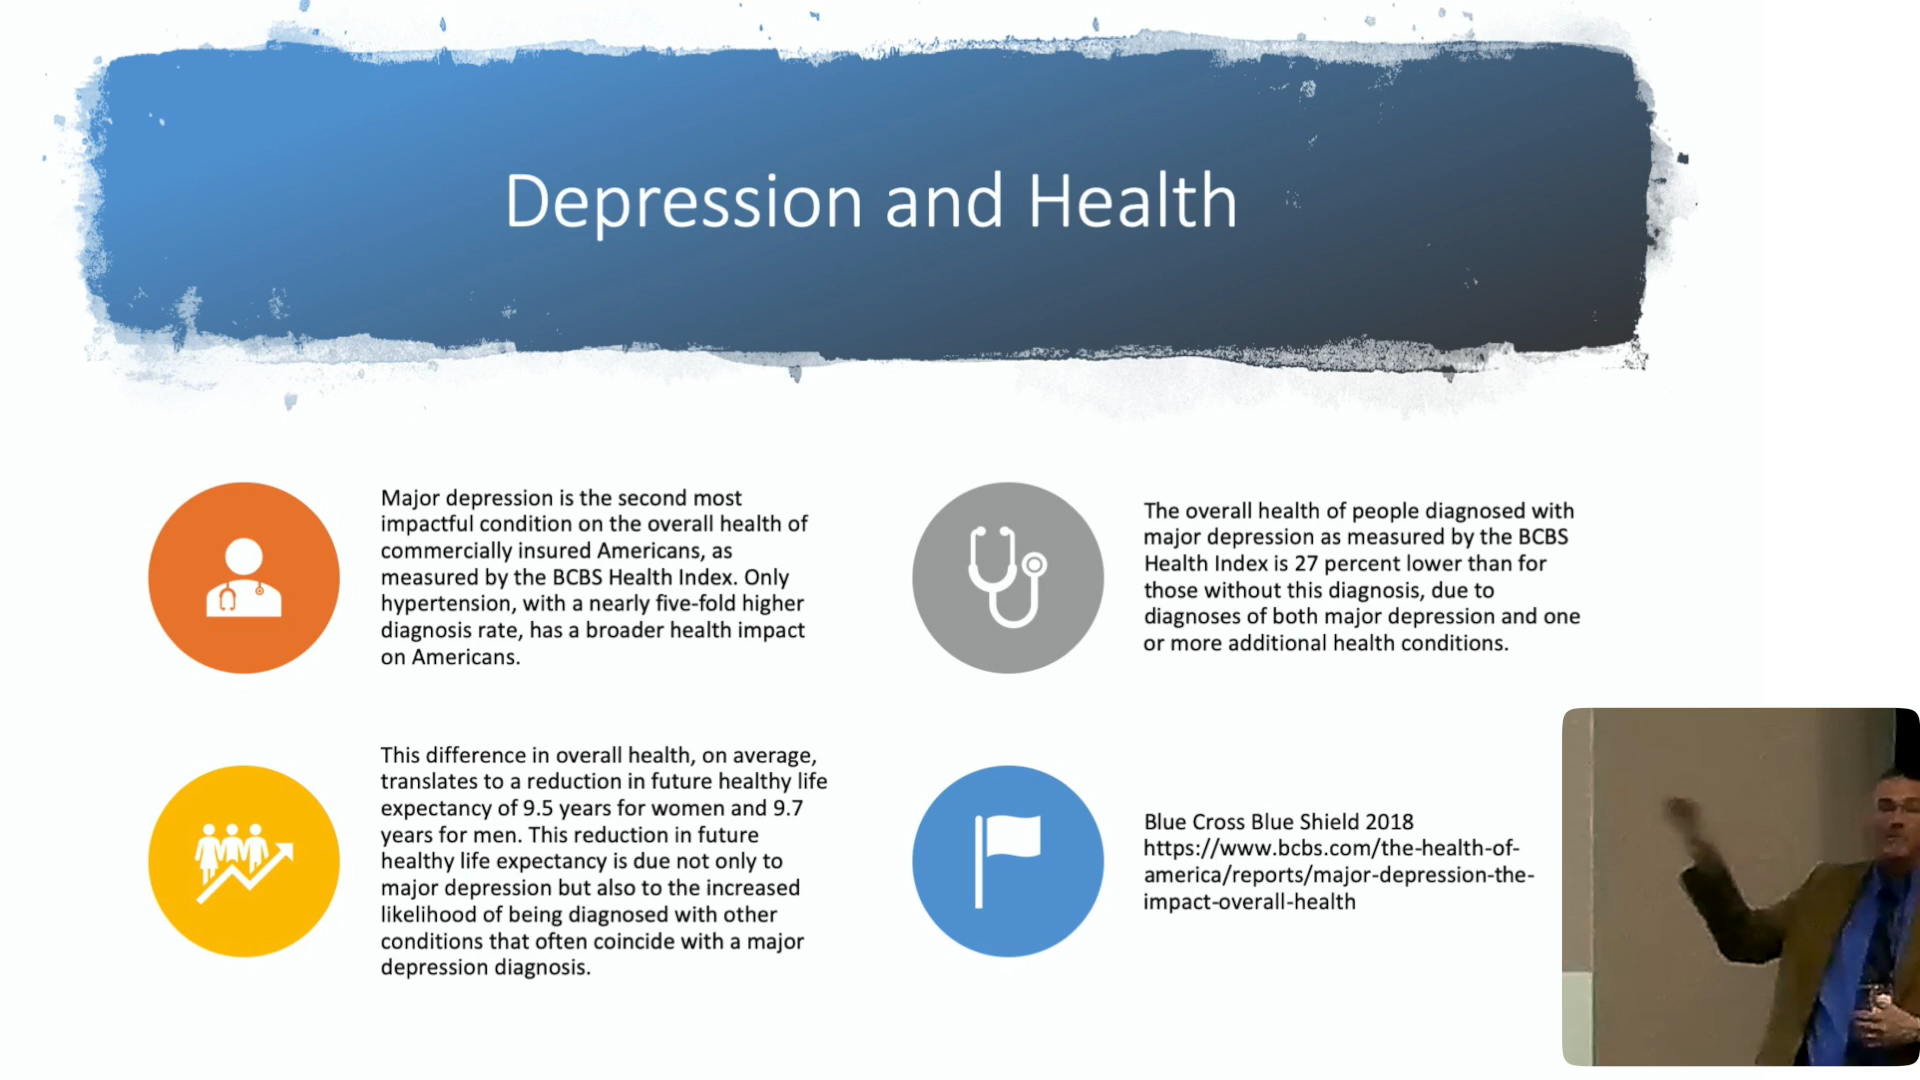 Depression and Health
Major depression is the second most
impactful condition on the overall health of
commercially insured Americans, as
measured by the BCBS Health Index. Only
hypertension, with a nearly five-fold higher
diagnosis rate, has a broader health impact
on Americans.
The overall health of people diagnosed with
major depression as measured by the BCBS
Health Index is 27 percent lower than for
those without this diagnosis, due to
diagnoses of both major depression and one
or more additional health conditions.
This difference in overall health, on average,
translates to a reduction in future healthy life
expectancy of 9.5 years for women and 9.7
years for men. This reduction in future
healthy life expectancy is due not only to
major depression but also to the increased
likelihood of being diagnosed with other
conditions that often coincide with a major
depression diagnosis.
Blue Cross Blue Shield 2018
https://www.bcbs.com/the-health-of-
america/reports/major-depression-the-
impact-overall-health